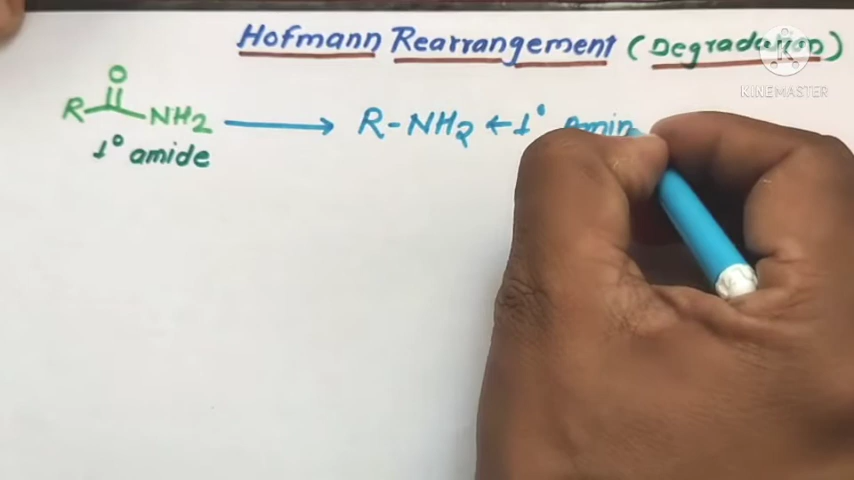 Hofmann Rearrangement (Degradation)
KINEMASTER
O
R NH2 → R-NH2 ← 1° Amin
1° amide